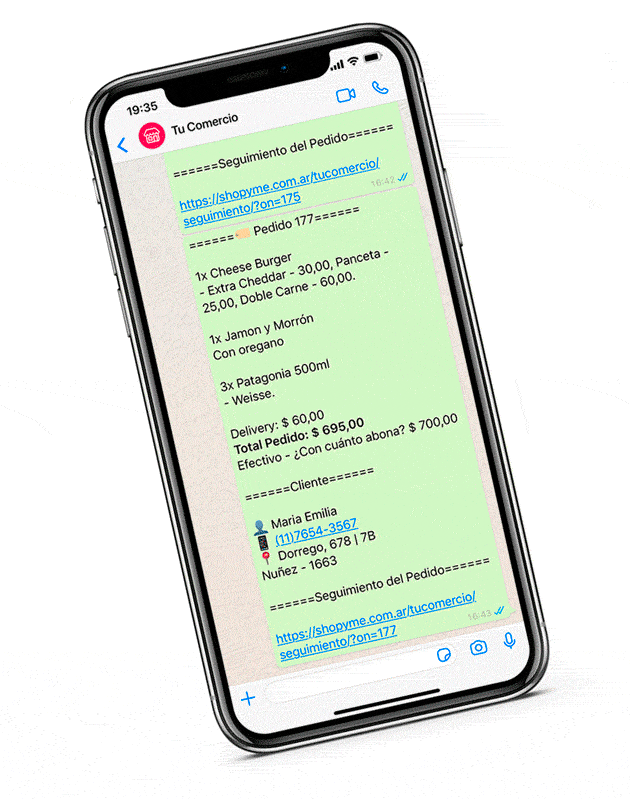 19:35
Tu Comercio
======Seguimiento del Pedido======
https://shopyme.com.ar/tucomercio/
seguimiento/?on=175
16:42
====== Pedido 177======
1x Cheese Burger
- Extra Cheddar - 30,00, Panceta -
25,00, Doble Carne - 60,00.
1x Jamon y Morrón
Con oregano
3x Patagonia 500ml
- Weisse.
Delivery: $ 60,00
Total Pedido: $ 695,00
Efectivo - ¿Con cuánto abona? $ 700,00
======Cliente======
Maria Emilia
(11)7654-3567
Dorrego, 678 | 7B
Nuñez - 1663
======Seguimiento del Pedido======
https://shopyme.com.ar/tucomercio/
seguimiento/?on=177
16:43